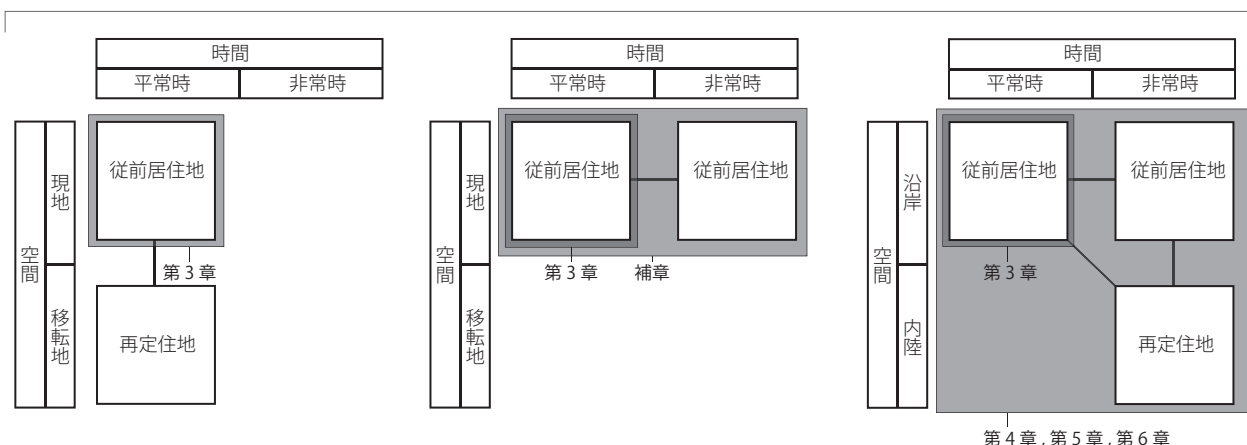 時間
平常時 非常時
空間
現地
移転地
従前居住地
第3章
再定住地
時間
平常時 非常時
空間
現地
移転地
従前居住地 従前居住地
第3章 補章
時間
平常時 非常時
空間
沿岸
内陸
従前居住地 従前居住地
第3章
再定住地
第4章 , 第5章 , 第6章